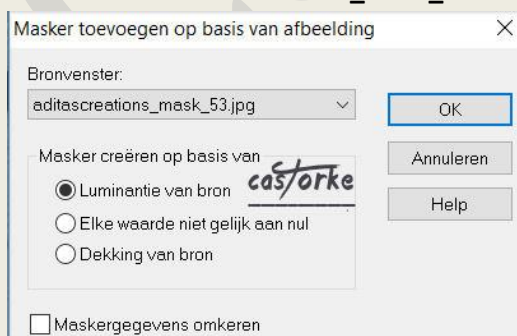 Masker toevoegen op basis van afbeelding
Bronvenster:
aditascreations_mask_53.jpg
OK
Masker creëren op basis van
Annuleren
Luminantie van bron
castorke
Help
Elke waarde niet gelijk aan nul
Dekking van bron
Maskergegevens omkeren